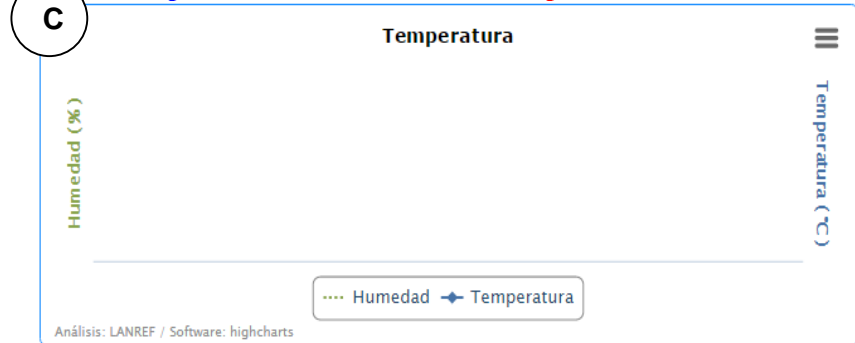 C
Temperatura
Humedad (%)
Temperatura (°C)
Humedad Temperatura
Análisis: LANREF / Software: highcharts